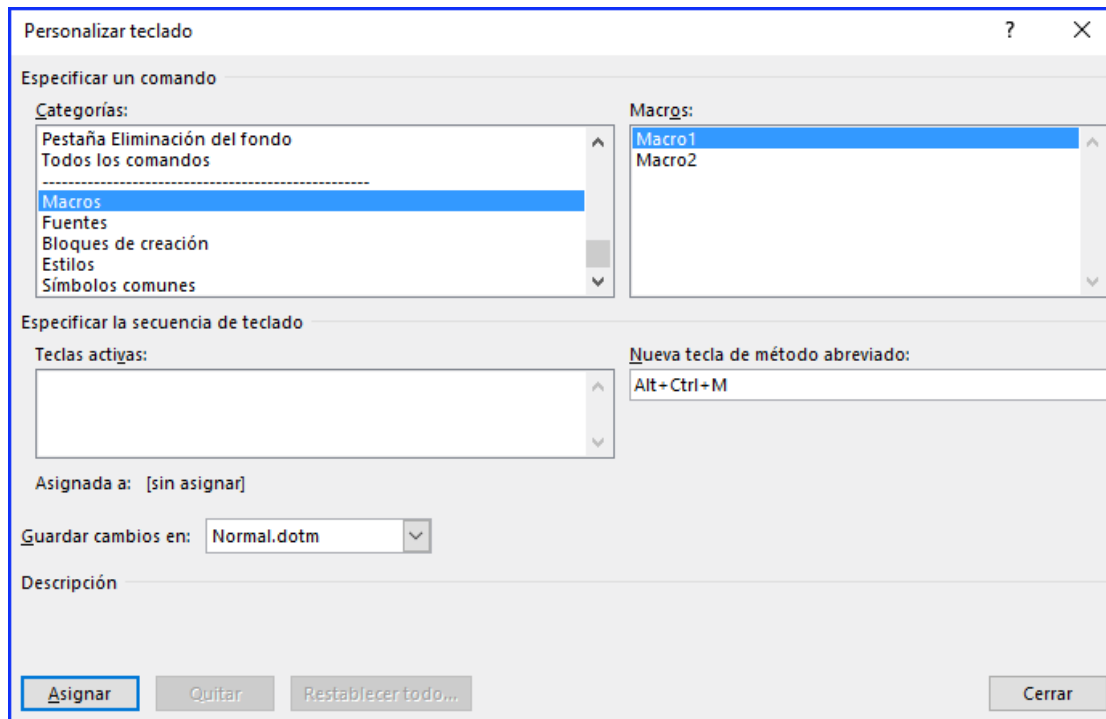 Personalizar teclado ?
Especificar un comando
Categorías:
Pestaña Eliminación del fondo
Todos los comandos
---------------------------------------------------
Macros
Fuentes
Bloques de creación
Estilos
Símbolos comunes
Macros:
Macro1
Macro2
Especificar la secuencia de teclado
Teclas activas:
Nueva tecla de método abreviado:
Alt+Ctrl+M
Asignada a: [sin asignar]
Guardar cambios en: Normal.dotm
Descripción
Asignar Quitar Restablecer todo... Cerrar